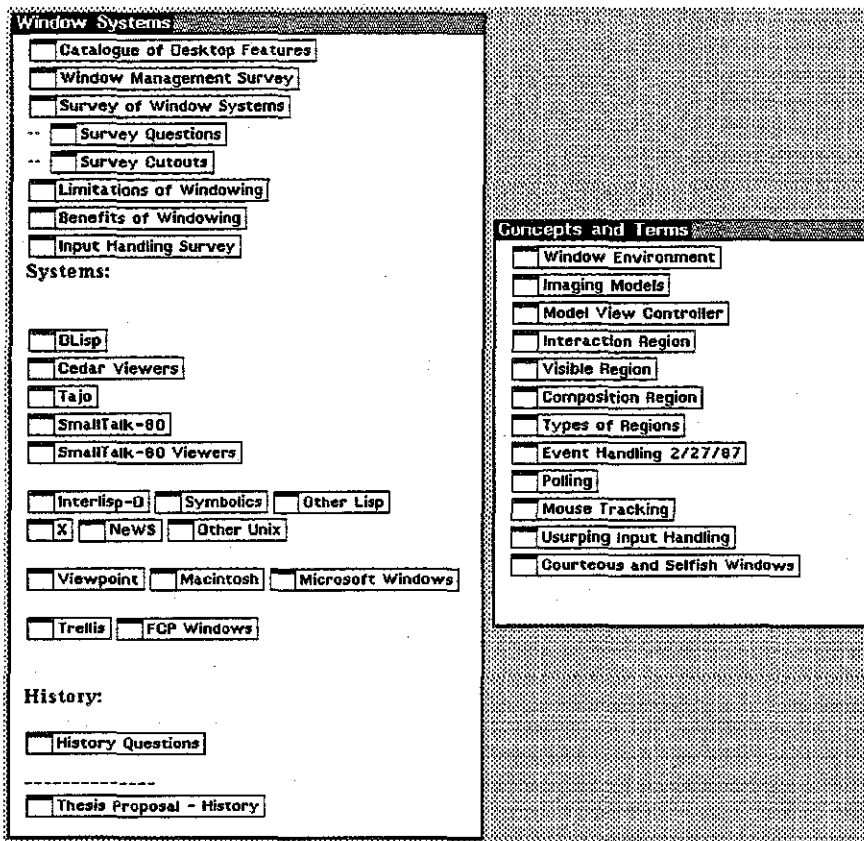 Window Systems
Catalogue of Desktop Features
Window Management Survey
Survey of Window Systems
-- Survey Questions
-- Survey Cutouts
Limitations of Windowing
Benefits of Windowing
Input Handling Survey
Systems:
BLisp
Cedar Viewers
Tajo
SmallTalk-80
SmallTalk-80 Viewers
Interlisp-D Symbolics Other Lisp
X NeWS Other Unix
Viewpoint Macintosh Microsoft Windows
Trellis FCP Windows
History:
History Questions
----------------
Thesis Proposal - History
Concepts and Terms
Window Environment
Imaging Models
Model View Controller
Interaction Region
Visible Region
Composition Region
Types of Regions
Event Handling 2/27/87
Polling
Mouse Tracking
Usurping Input Handling
Courteous and Selfish Windows